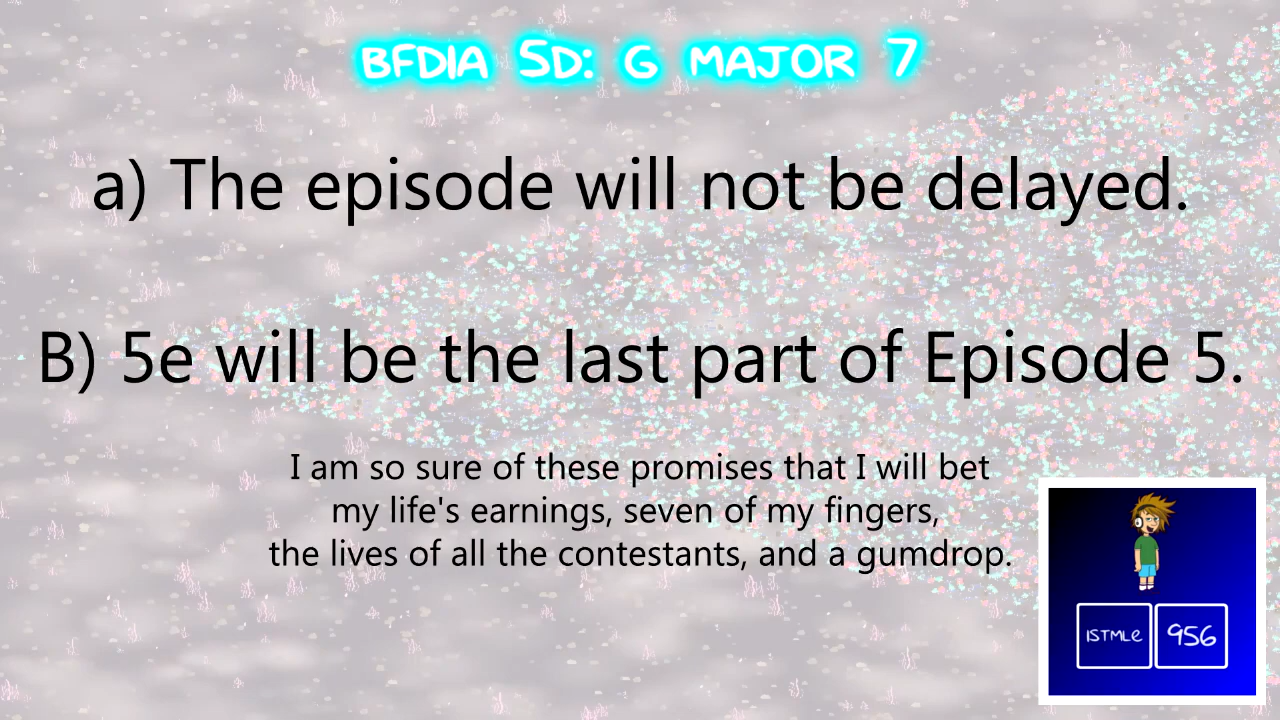 BFDIA 5D: G MAJOR 7
a) The episode will not be delayed.
B) 5e will be the last part of Episode 5.
I am so sure of these promises that I will bet
my life's earnings, seven of my fingers,
the lives of all the contestants, and a gumdrop.
ISTMLe 956